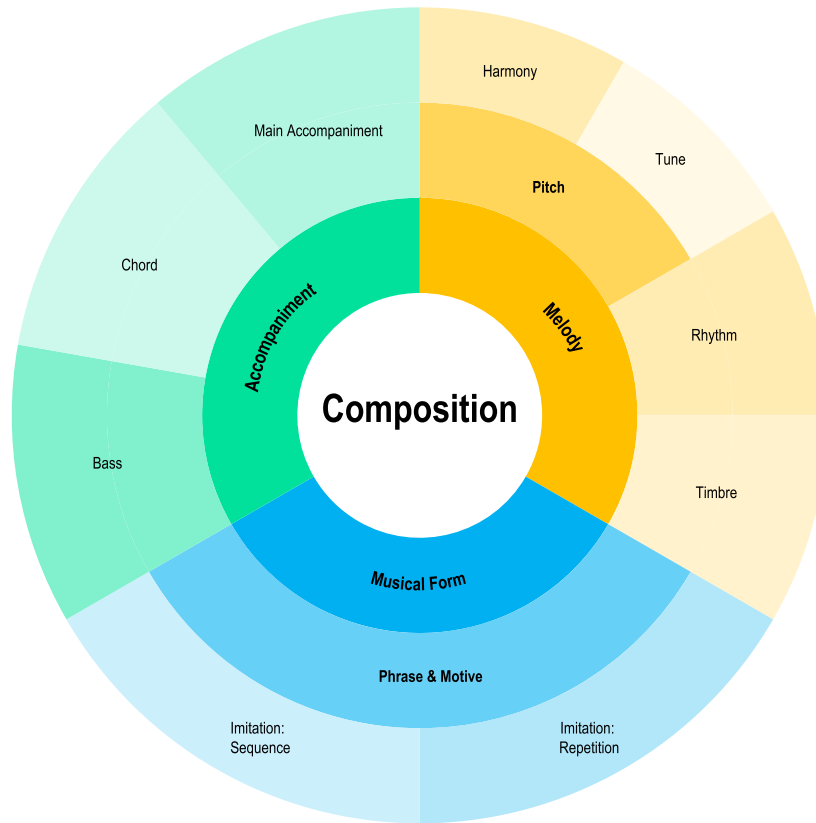 Harmony
Main Accompaniment
Tune
Pitch
Chord
Accompaniment
Melody
Rhythm
Composition
Bass
Timbre
Musical Form
Phrase & Motive
Imitation:
Sequence
Imitation:
Repetition